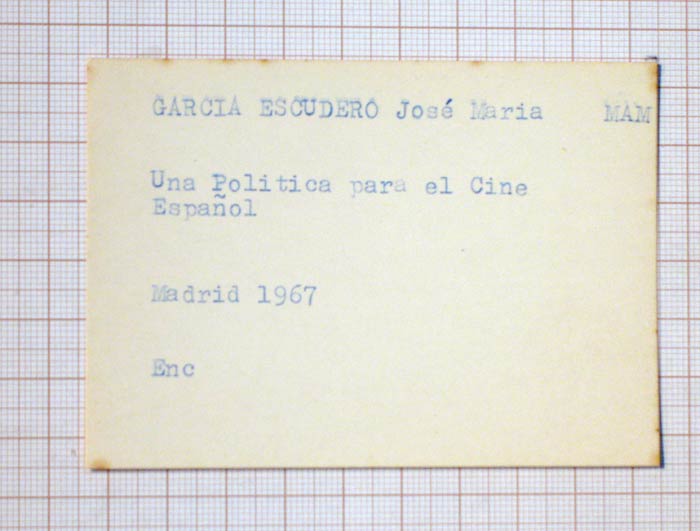 GARCIA ESCUDERO José Maria MAM
Una Politica para el Cine
Español
Madrid 1967
Enc